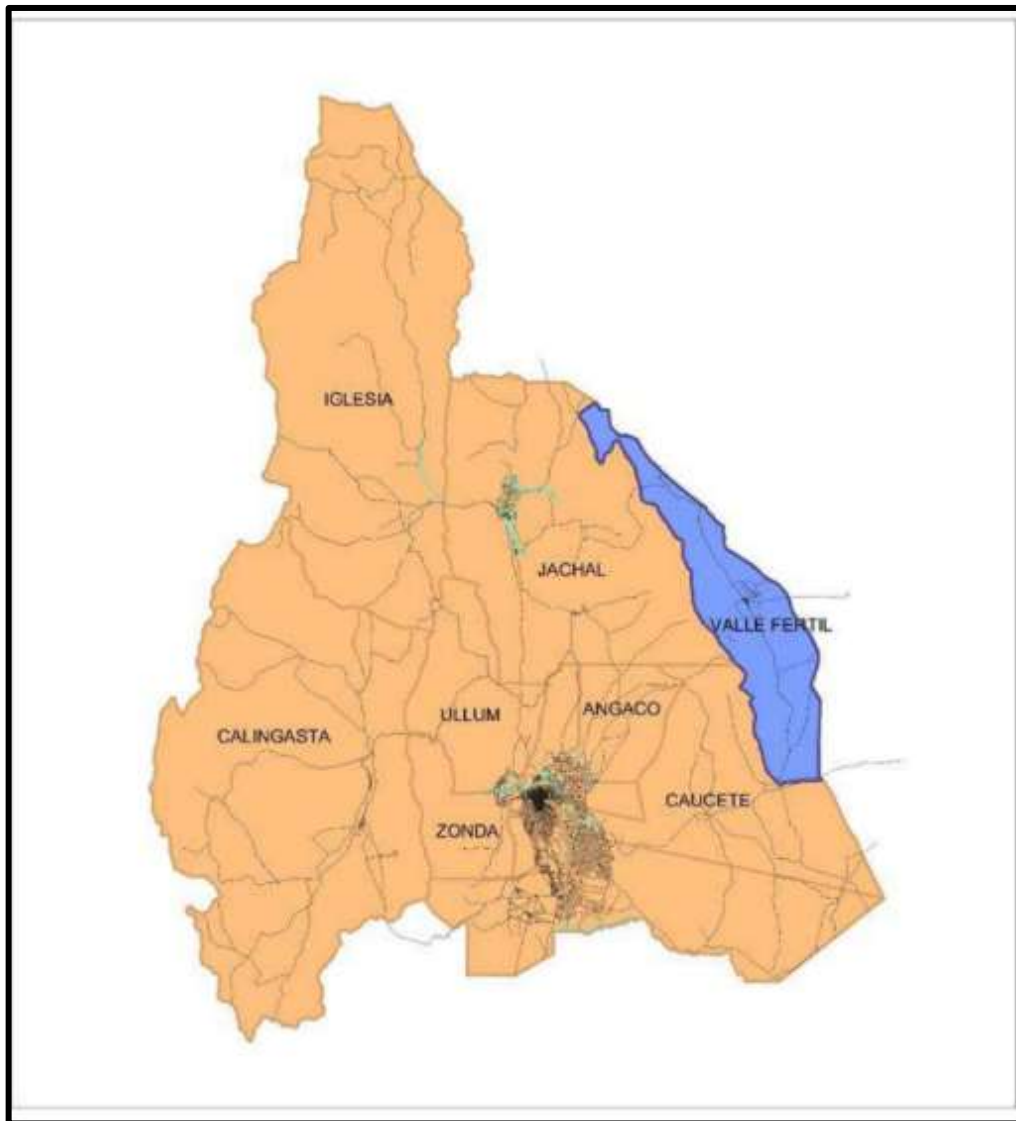 IGLESIA
JACHAL
VALLE FERTIL
ULLUM
ANGACO
CALINGASTA
CAUCETE
ZONDA